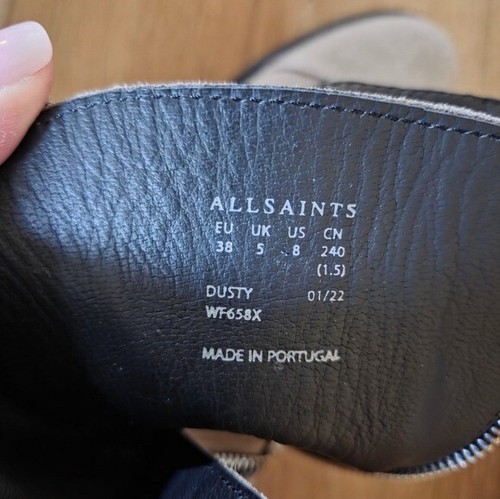 ALLSAINTS
EU UK US CN
38 5 8 240
(1.5)
DUSTY 01/22
WF658X
MADE IN PORTUGAL